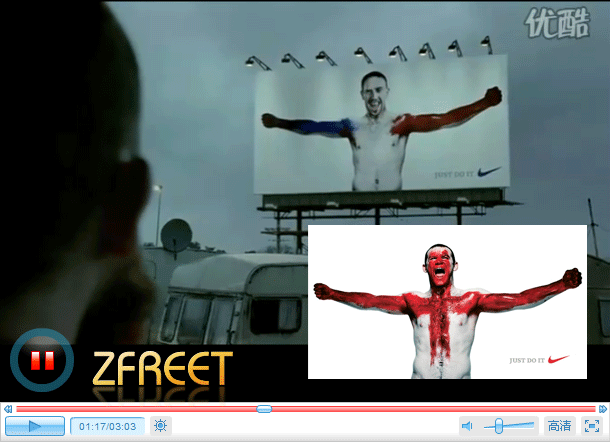 优酷
JUST DO IT
JUST DO IT
ZFREET
01:17/03:03
高清